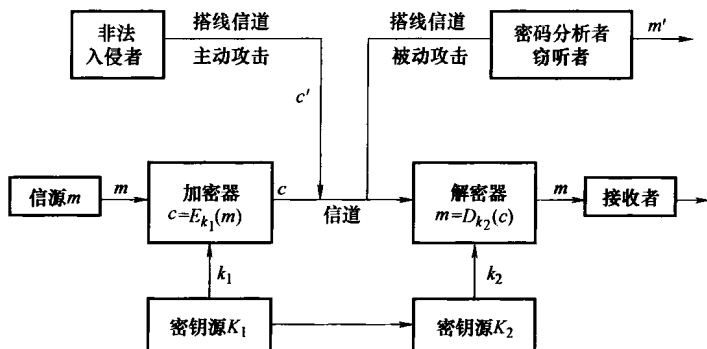 非法
入侵者
搭线信道
主动攻击
c′
搭线信道
被动攻击
密码分析者
窃听者
m′
信源m
m
加密器
c=E_{k_1}(m)
c
信道
解密器
m=D_{k_2}(c)
m
接收者
k_1
k_2
密钥源K_1
密钥源K_2